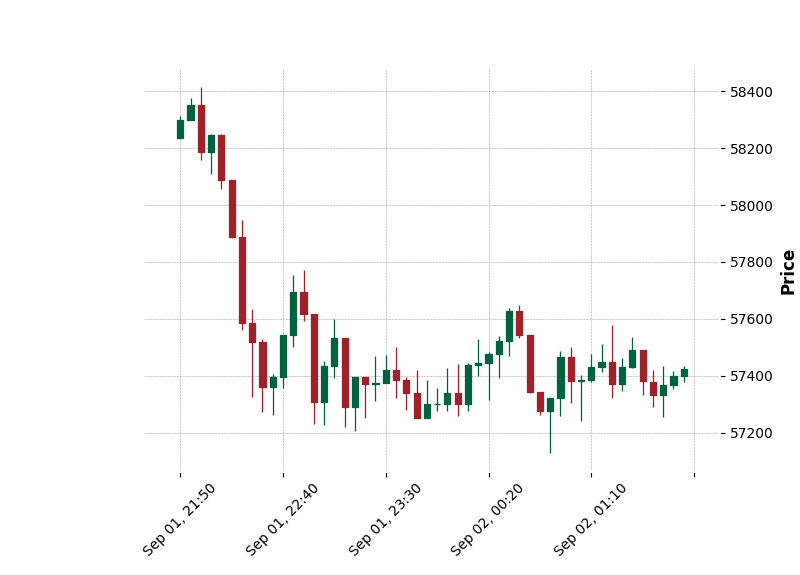 58400
58200
58000
57800
57600
57400
57200
Price
Sep 01, 21:50
Sep 01, 22:40
Sep 01, 23:30
Sep 02, 00:20
Sep 02, 01:10